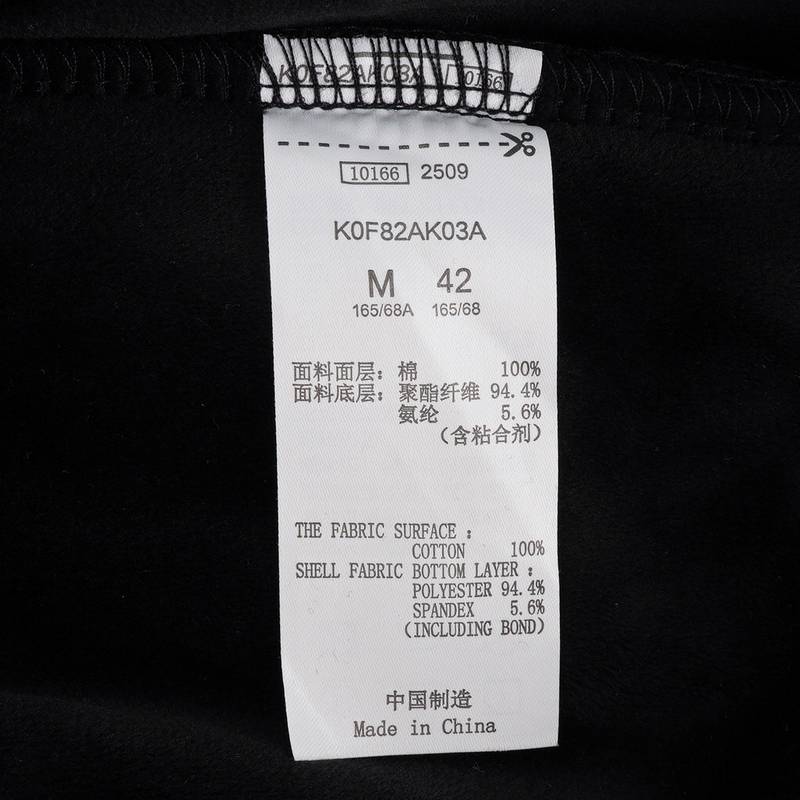 K0F82AK03A 10166
10166 2509
K0F82AK03A
M 42
165/68A 165/68
面料面层：棉 100%
面料底层：聚酯纤维 94.4%
氨纶 5.6%
（含粘合剂）
THE FABRIC SURFACE :
COTTON 100%
SHELL FABRIC BOTTOM LAYER :
POLYESTER 94.4%
SPANDEX 5.6%
(INCLUDING BOND)
中国制造
Made in China